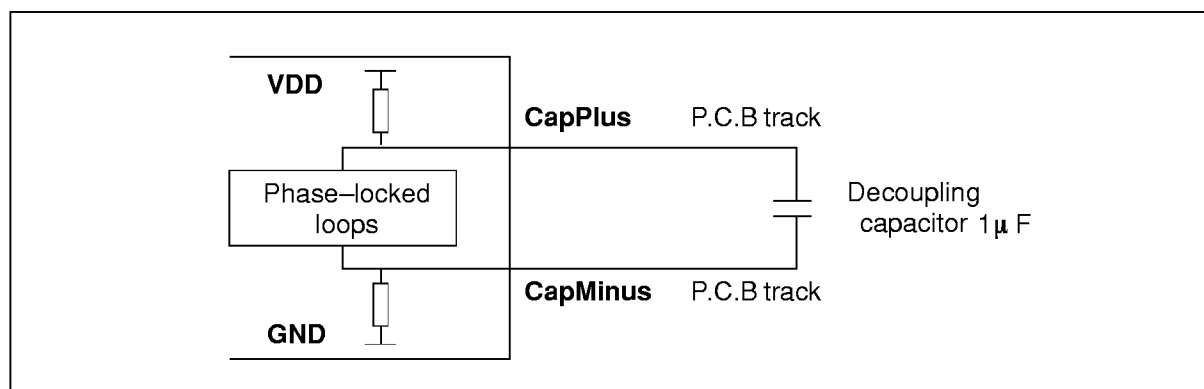 VDD
CapPlus P.C.B track
Phase–locked
loops
Decoupling
capacitor 1μ F
CapMinus P.C.B track
GND